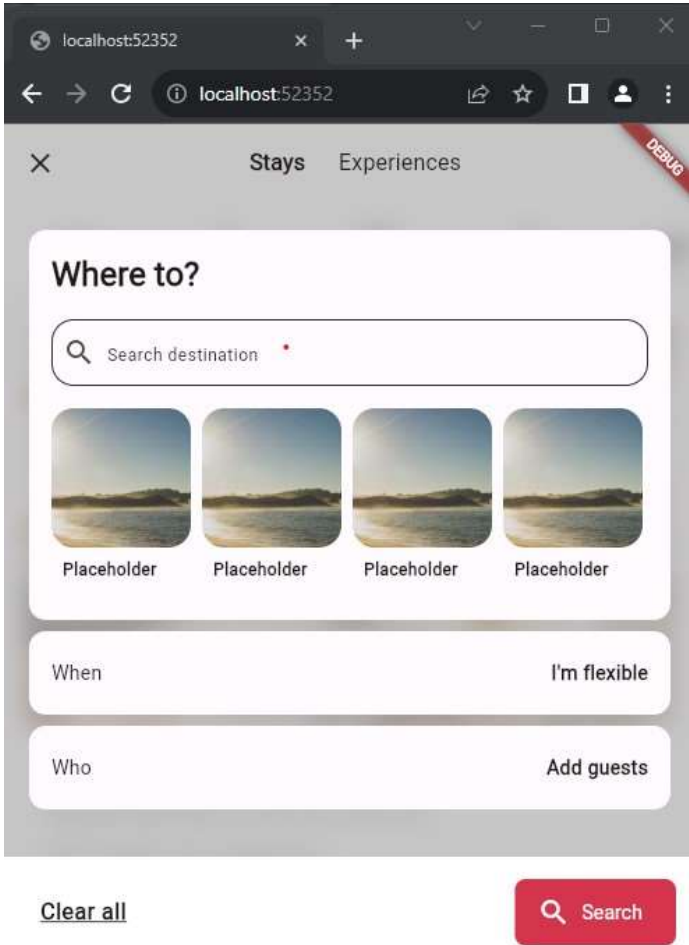 localhost:52352
localhost:52352
Stays Experiences
DEBUG
Where to?
Search destination
Placeholder Placeholder Placeholder Placeholder
When I'm flexible
Who Add guests
Clear all Search